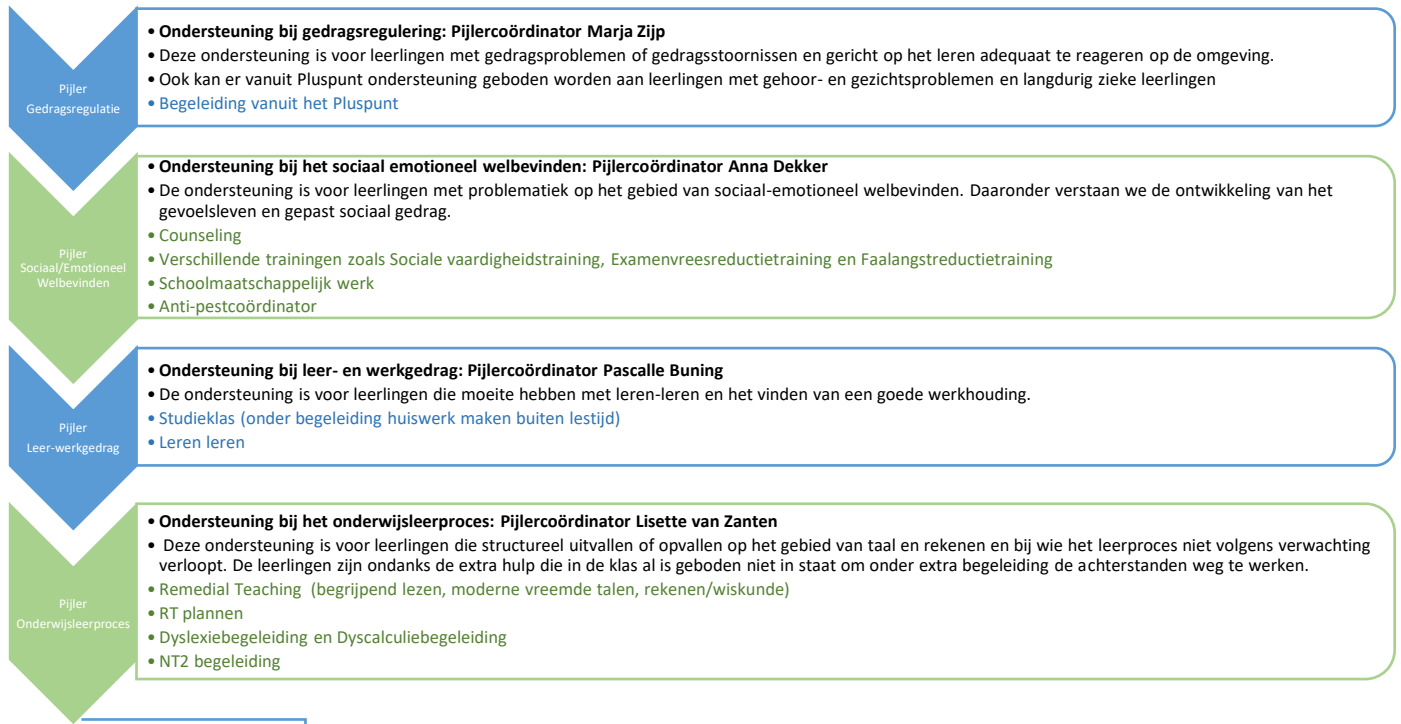 Pijler
Gedragsregulatie
• Ondersteuning bij gedragsregulering: Pijlercoördinator Marja Zijp
• Deze ondersteuning is voor leerlingen met gedragsproblemen of gedragsstoornissen en gericht op het leren adequaat te reageren op de omgeving.
• Ook kan er vanuit Pluspunt ondersteuning geboden worden aan leerlingen met gehoor- en gezichtsproblemen en langdurig zieke leerlingen
• Begeleiding vanuit het Pluspunt
Pijler
Sociaal/Emotioneel
Welbevinden
• Ondersteuning bij het sociaal emotioneel welbevinden: Pijlercoördinator Anna Dekker
• De ondersteuning is voor leerlingen met problematiek op het gebied van sociaal-emotioneel welbevinden. Daaronder verstaan we de ontwikkeling van het
gevoelsleven en gepast sociaal gedrag.
• Counseling
• Verschillende trainingen zoals Sociale vaardigheidstraining, Examenvreesreductietraining en Faalangstreductietraining
• Schoolmaatschappelijk werk
• Anti-pestcoördinator
Pijler
Leer-werkgedrag
• Ondersteuning bij leer- en werkgedrag: Pijlercoördinator Pascalle Buning
• De ondersteuning is voor leerlingen die moeite hebben met leren-leren en het vinden van een goede werkhouding.
• Studieklas (onder begeleiding huiswerk maken buiten lestijd)
• Leren leren
Pijler
Onderwijsleerproces
• Ondersteuning bij het onderwijsleerproces: Pijlercoördinator Lisette van Zanten
• Deze ondersteuning is voor leerlingen die structureel uitvallen of opvallen op het gebied van taal en rekenen en bij wie het leerproces niet volgens verwachting
verloopt. De leerlingen zijn ondanks de extra hulp die in de klas al is geboden niet in staat om onder extra begeleiding de achterstanden weg te werken.
• Remedial Teaching (begrijpend lezen, moderne vreemde talen, rekenen/wiskunde)
• RT plannen
• Dyslexiebegeleiding en Dyscalculiebegeleiding
• NT2 begeleiding